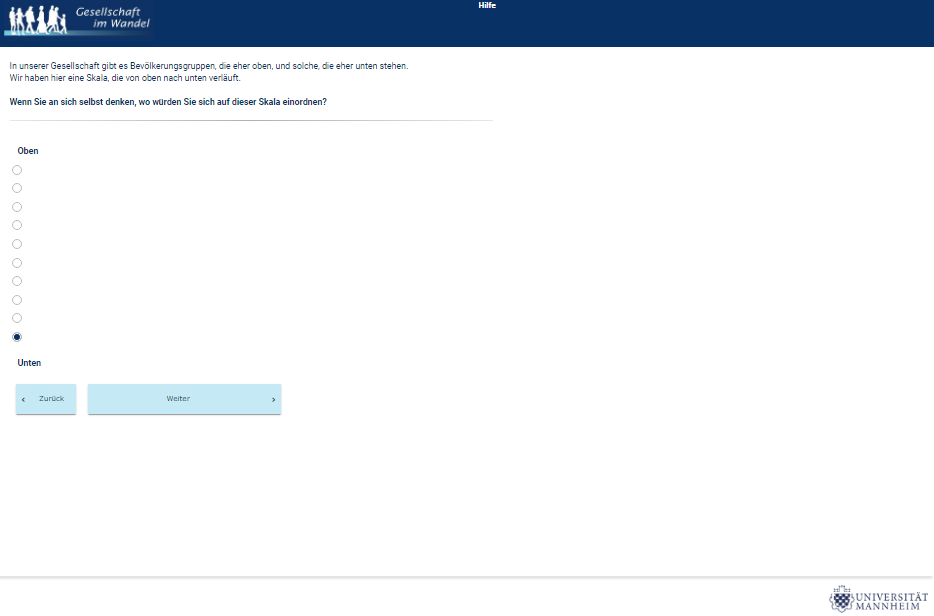 Gesellschaft
im Wandel
Hilfe
In unserer Gesellschaft gibt es Bevölkerungsgruppen, die eher oben, und solche, die eher unten stehen.
Wir haben hier eine Skala, die von oben nach unten verläuft.
Wenn Sie an sich selbst denken, wo würden Sie sich auf dieser Skala einordnen?
Oben
Unten
‹ Zurück
Weiter ›
UNIVERSITÄT
MANNHEIM